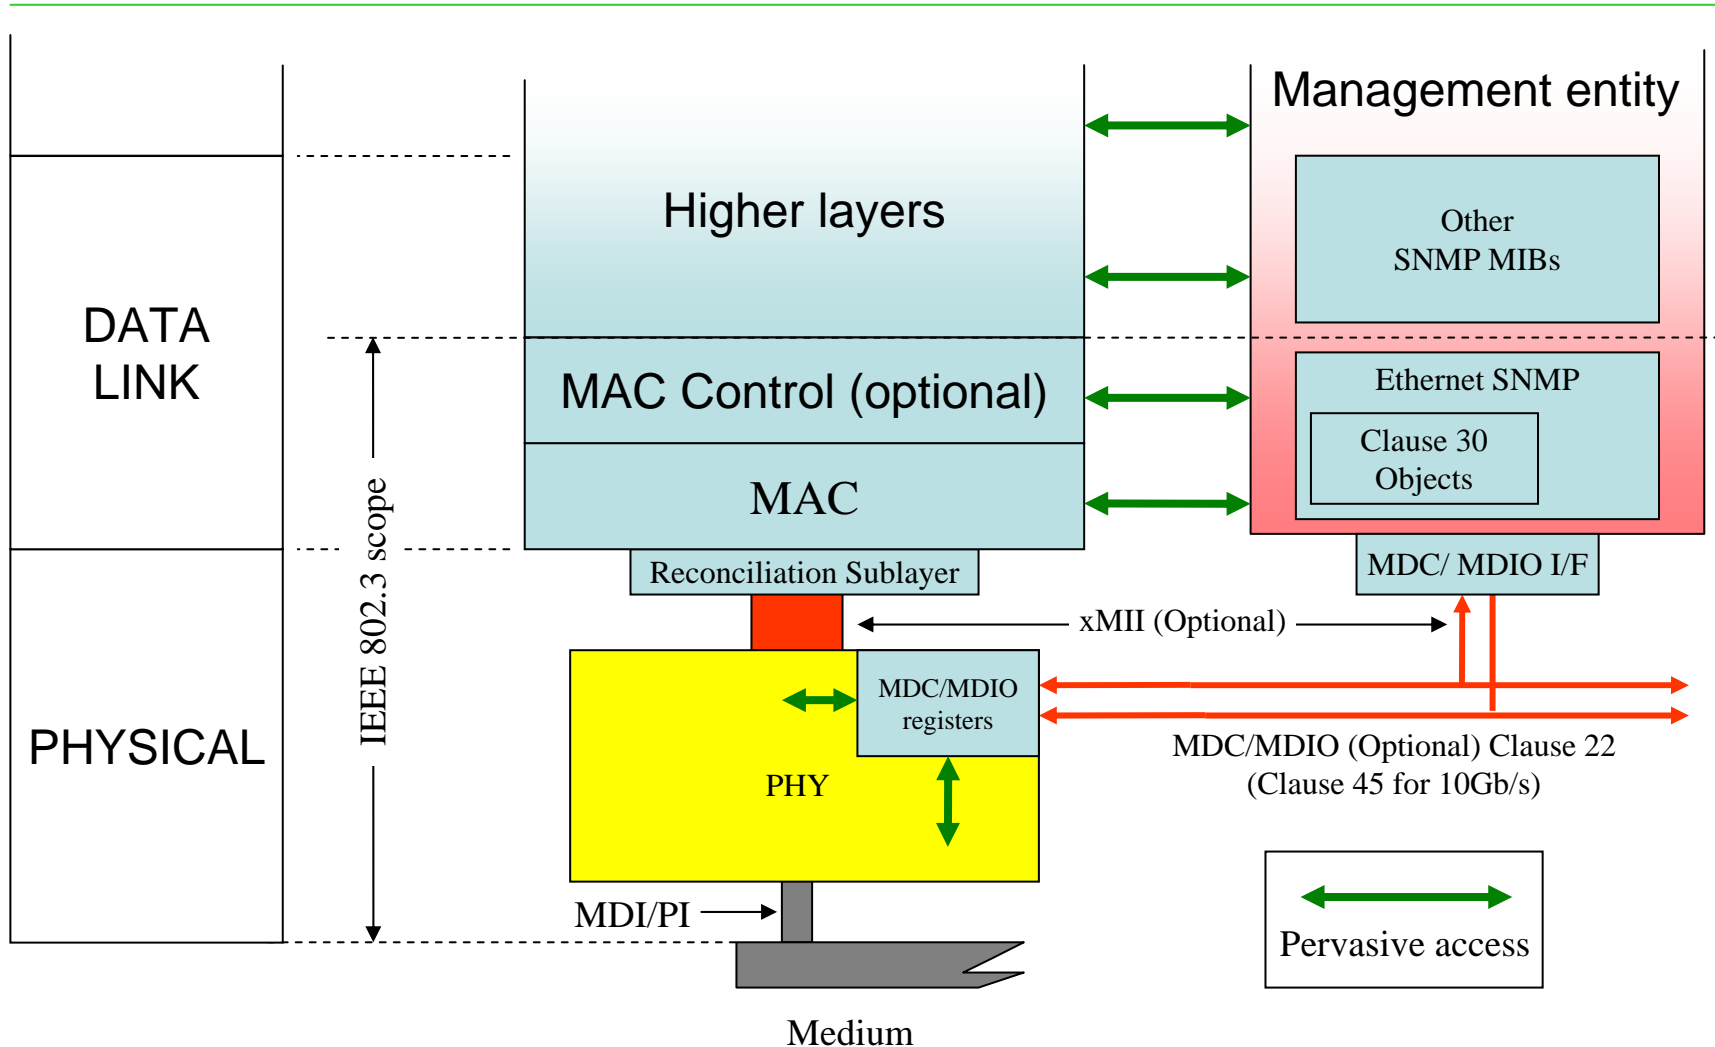 Management entity
Higher layers
Other
SNMP MIBs
DATA
LINK
MAC Control (optional)
Ethernet SNMP
Clause 30
Objects
MAC
IEEE 802.3 scope
Reconciliation Sublayer
MDC/ MDIO I/F
xMII (Optional)
PHYSICAL
MDC/MDIO
registers
MDC/MDIO (Optional) Clause 22
(Clause 45 for 10Gb/s)
PHY
MDI/PI
Pervasive access
Medium